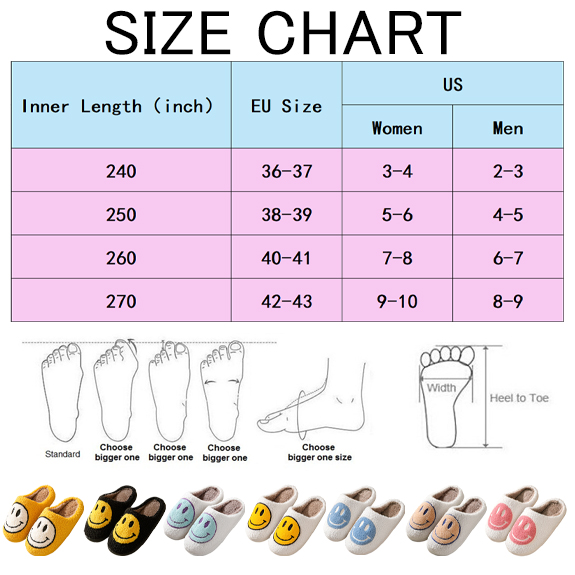 SIZE CHART
Inner Length (inch) EU Size US
Women Men
240 36-37 3-4 2-3
250 38-39 5-6 4-5
260 40-41 7-8 6-7
270 42-43 9-10 8-9
Width
Heel to Toe
Standard
Choose
bigger one
Choose
bigger one
Choose
bigger one
Choose
bigger one size